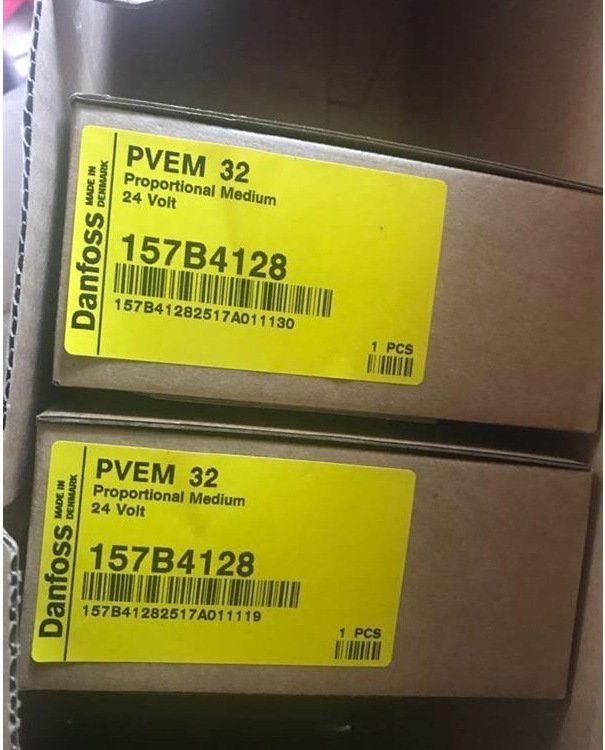 Danfoss
MADE IN
DENMARK
PVEM 32
Proportional Medium
24 Volt
157B4128
157B41282517A011130
1 PCS
Danfoss
MADE IN
DENMARK
PVEM 32
Proportional Medium
24 Volt
157B4128
157B41282517A011119
1 PCS